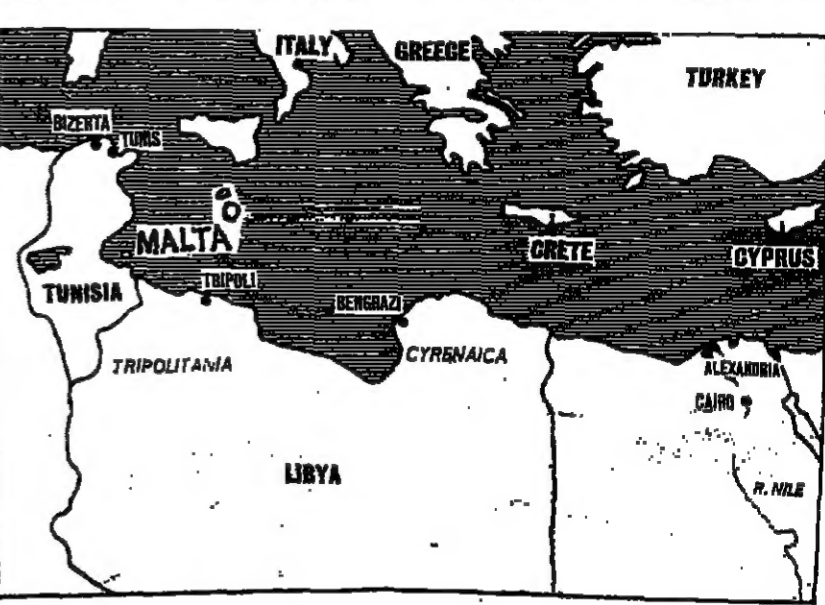 ITALY
GREECE
TURKEY
BIZERTA
TUNIS
MALTA
CRETE
CYPRUS
TRIPOLI
TUNISIA
BENGHAZI
TRIPOLITANIA
CYRENAICA
ALEXANDRIA
CAIRO
LIBYA
R. NILE